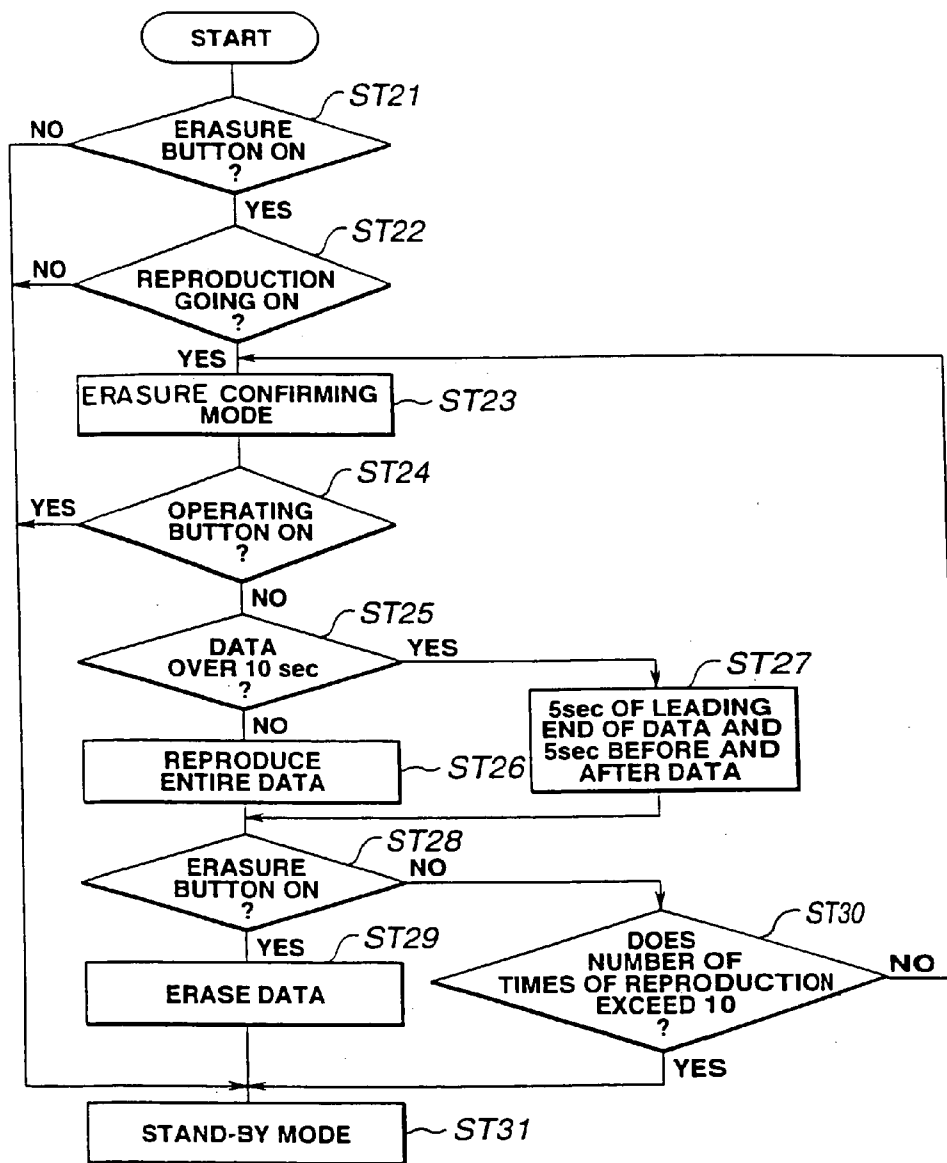 START
ST21
NO
ERASURE
BUTTON ON
?
YES
ST22
NO
REPRODUCTION
GOING ON
?
YES
ERASURE CONFIRMING
MODE
ST23
ST24
YES
OPERATING
BUTTON ON
?
NO
ST25
DATA
OVER 10 sec
?
YES
NO
ST27
5sec OF LEADING
END OF DATA AND
5sec BEFORE AND
AFTER DATA
REPRODUCE
ENTIRE DATA
ST26
ST28
ERASURE
BUTTON ON
?
NO
YES
ST29
ERASE DATA
ST30
DOES
NUMBER OF
TIMES OF REPRODUCTION
EXCEED 10
?
NO
YES
STAND-BY MODE
ST31